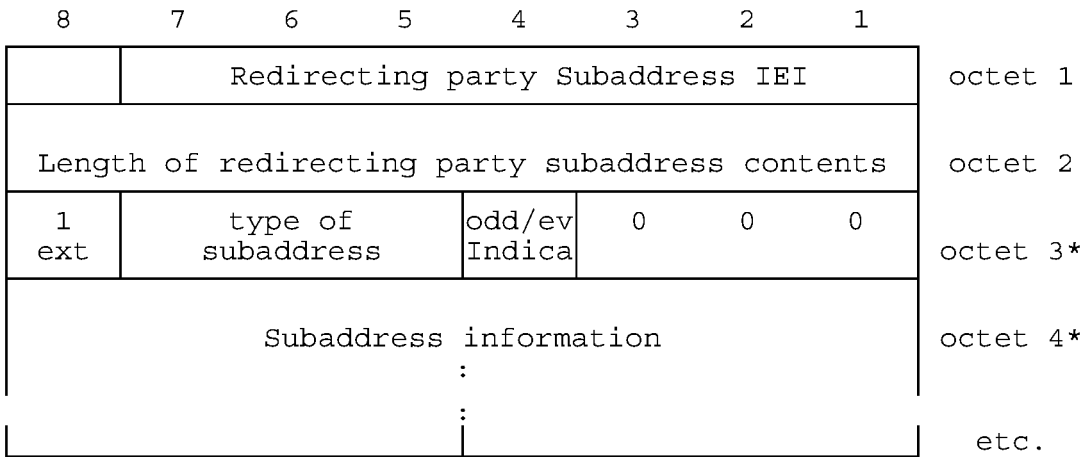 8 7 6 5 4 3 2 1
Redirecting party Subaddress IEI octet 1
Length of redirecting party subaddress contents octet 2
1 type of odd/ev 0 0 0
ext subaddress Indica octet 3*
Subaddress information octet 4*
:
:
etc.